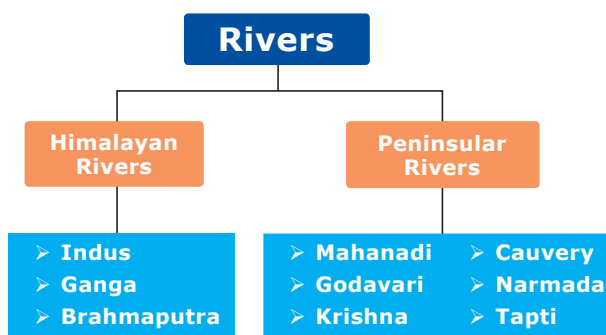 Rivers
Himalayan
Rivers
Peninsular
Rivers
➢ Indus
➢ Ganga
➢ Brahmaputra
➢ Mahanadi
➢ Godavari
➢ Krishna
➢ Cauvery
➢ Narmada
➢ Tapti